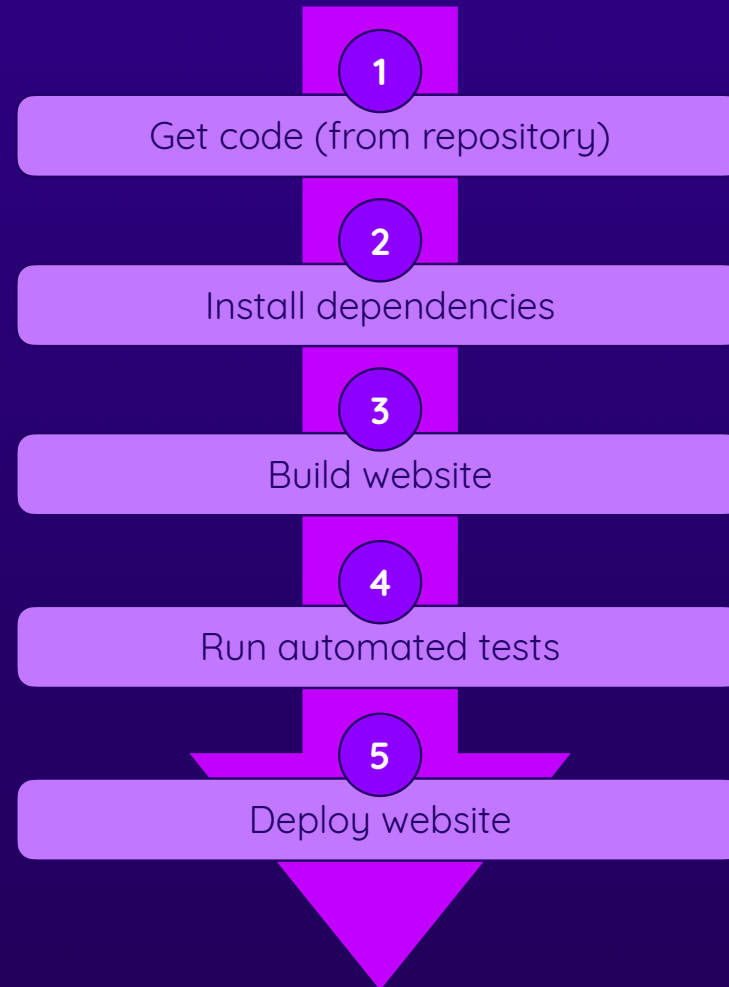 1
Get code (from repository)
2
Install dependencies
3
Build website
4
Run automated tests
5
Deploy website